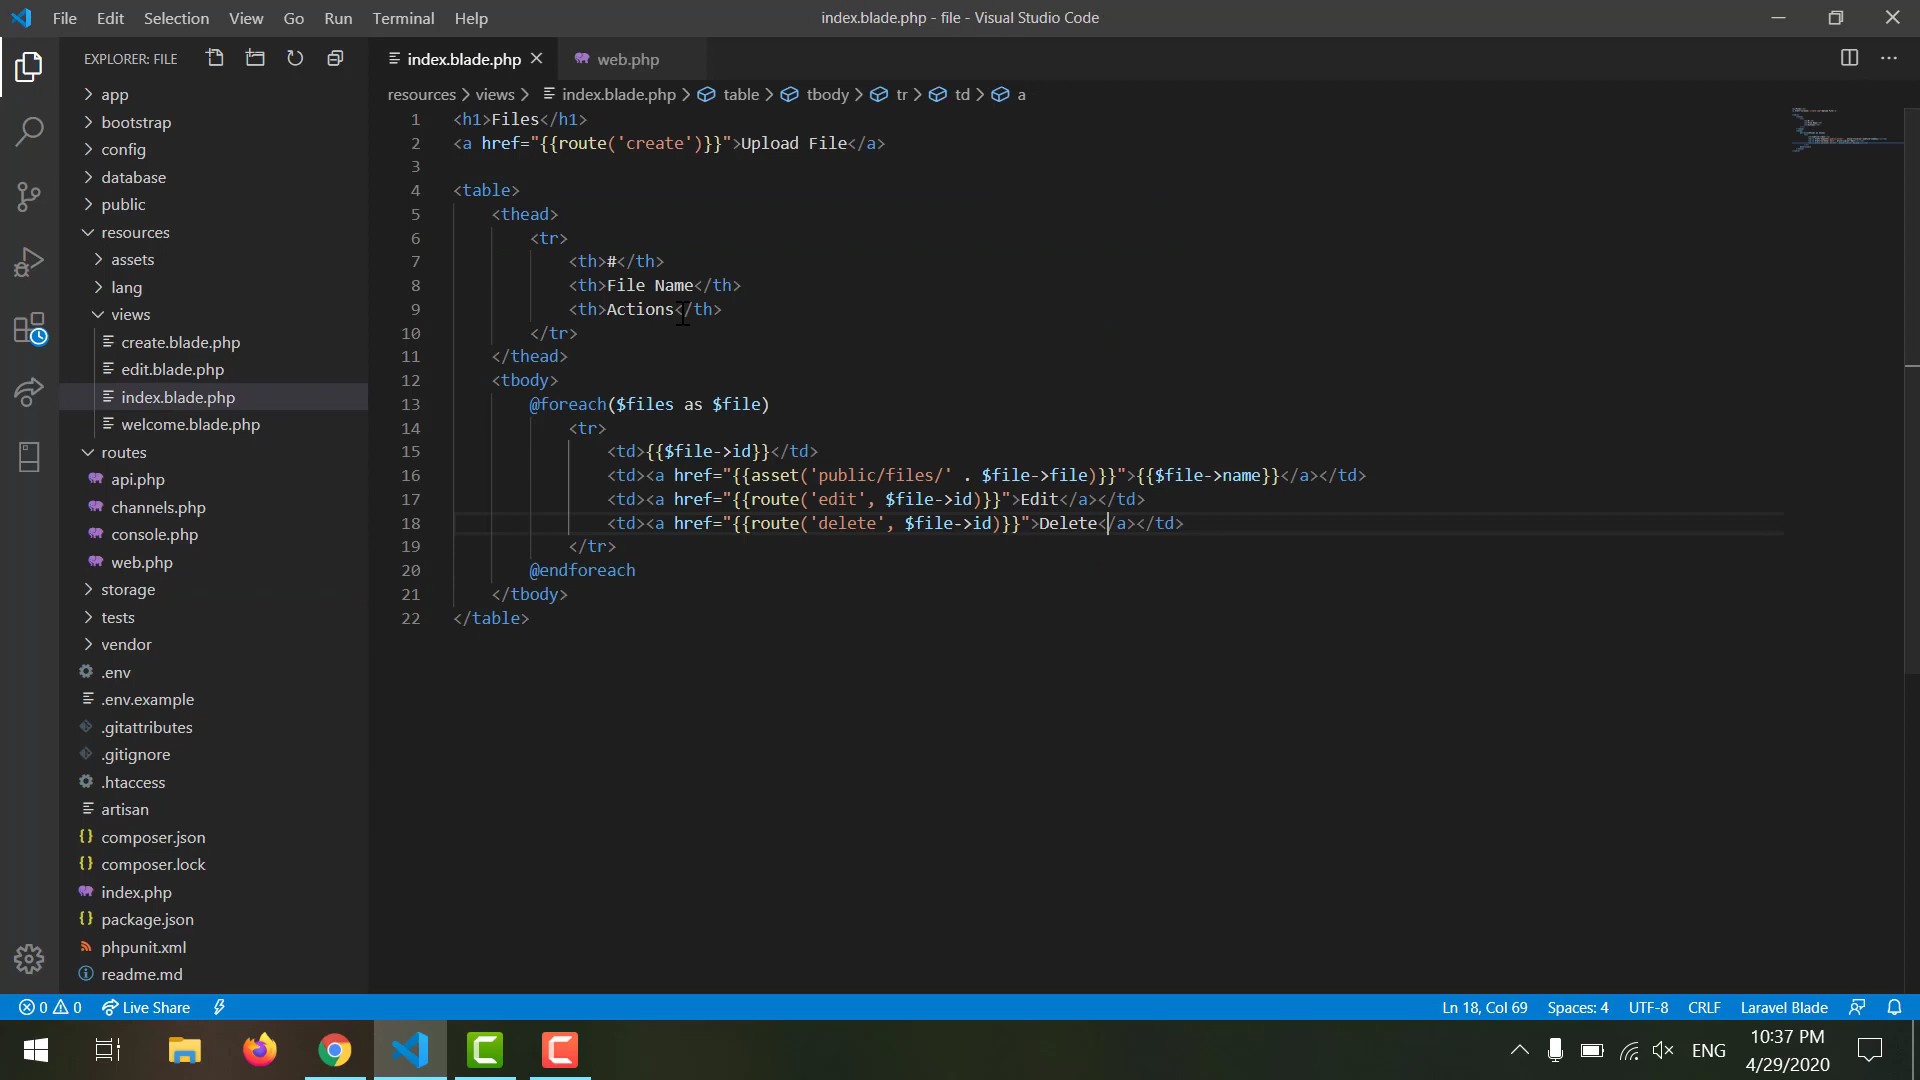 File Edit Selection View Go Run Terminal Help
index.blade.php - file - Visual Studio Code
EXPLORER: FILE
app
bootstrap
config
database
public
resources
assets
lang
views
create.blade.php
edit.blade.php
index.blade.php
welcome.blade.php
routes
api.php
channels.php
console.php
web.php
storage
tests
vendor
.env
.env.example
.gitattributes
.gitignore
.htaccess
artisan
composer.json
composer.lock
index.php
package.json
phpunit.xml
readme.md
index.blade.php web.php
resources > views > index.blade.php > table > tbody > tr > td > a
1 <h1>Files</h1>
2 <a href="{{route('create')}}">Upload File</a>
3
4 <table>
5 <thead>
6 <tr>
7 <th>#</th>
8 <th>File Name</th>
9 <th>Actions</th>
10 </tr>
11 </thead>
12 <tbody>
13 @foreach($files as $file)
14 <tr>
15 <td>{{$file->id}}</td>
16 <td><a href="{{asset('public/files/' . $file->file)}}">{{$file->name}}</a></td>
17 <td><a href="{{route('edit', $file->id)}}">Edit</a></td>
18 <td><a href="{{route('delete', $file->id)}}">Delete</a></td>
19 </tr>
20 @endforeach
21 </tbody>
22 </table>
0 0 Live Share Ln 18, Col 69 Spaces: 4 UTF-8 CRLF Laravel Blade
ENG
10:37 PM
4/29/2020